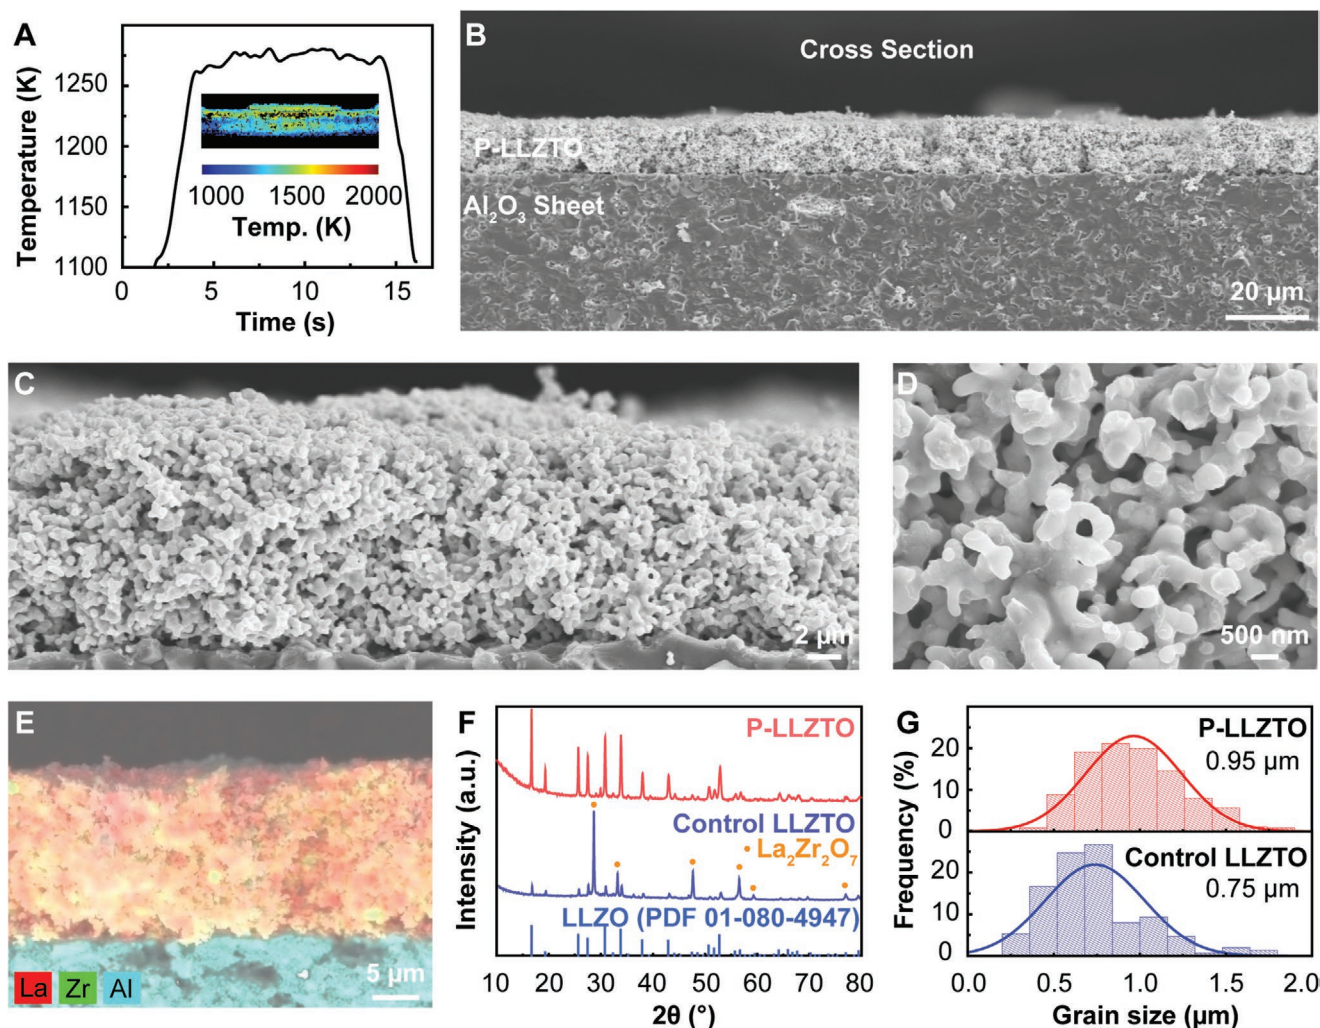 A
Temperature (K)
1250
1200
1150
1100
0 5 10 15
Time (s)
1000 1500 2000
Temp. (K)
B
Cross Section
P-LLZTO
Al₂O₃ Sheet
20 µm
C
2 µm
D
500 nm
E
La Zr Al
5 µm
F
P-LLZTO
Control LLZTO
La₂Zr₂O₇
LLZO (PDF 01-080-4947)
Intensity (a.u.)
10 20 30 40 50 60 70 80
2θ (°)
G
P-LLZTO
0.95 µm
20
10
0
Control LLZTO
0.75 µm
20
10
0
Frequency (%)
0.0 0.5 1.0 1.5 2.0
Grain size (µm)